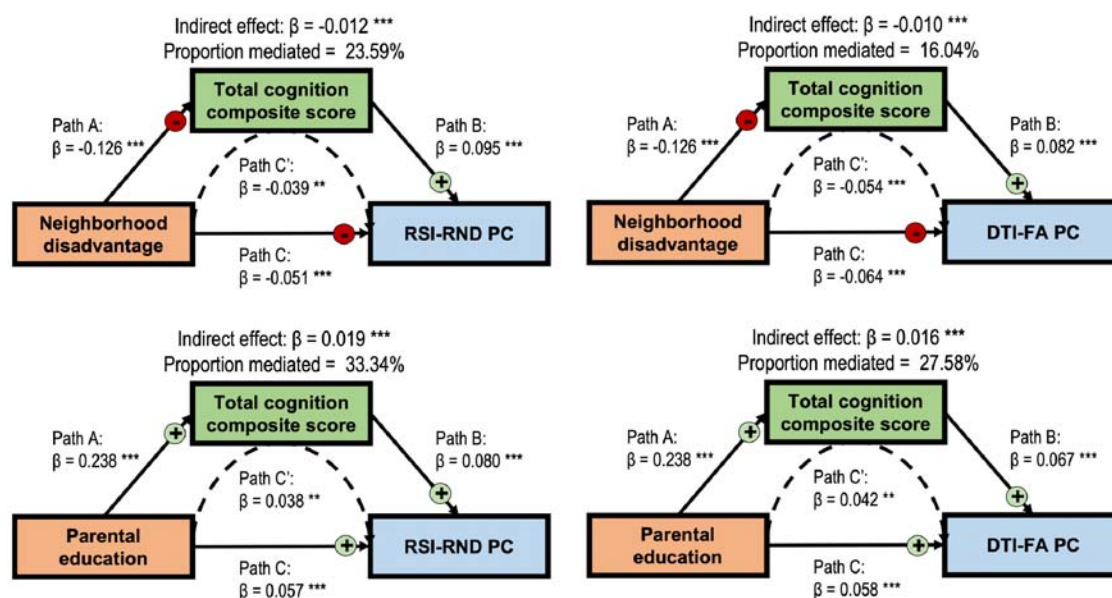 Indirect effect: β = -0.012 ***
Proportion mediated = 23.59%
Total cognition
composite score
Path A:
β = -0.126 ***
-
Path B:
β = 0.095 ***
+
Path C':
β = -0.039 **
Neighborhood
disadvantage
-
RSI-RND PC
Path C:
β = -0.051 ***
Indirect effect: β = -0.010 ***
Proportion mediated = 16.04%
Total cognition
composite score
Path A:
β = -0.126 ***
-
Path B:
β = 0.082 ***
+
Path C':
β = -0.054 ***
Neighborhood
disadvantage
-
DTI-FA PC
Path C:
β = -0.064 ***
Indirect effect: β = 0.019 ***
Proportion mediated = 33.34%
Total cognition
composite score
Path A:
β = 0.238 ***
+
Path B:
β = 0.080 ***
+
Path C':
β = 0.038 **
Parental
education
+
RSI-RND PC
Path C:
β = 0.057 ***
Indirect effect: β = 0.016 ***
Proportion mediated = 27.58%
Total cognition
composite score
Path A:
β = 0.238 ***
+
Path B:
β = 0.067 ***
+
Path C':
β = 0.042 **
Parental
education
+
DTI-FA PC
Path C:
β = 0.058 ***